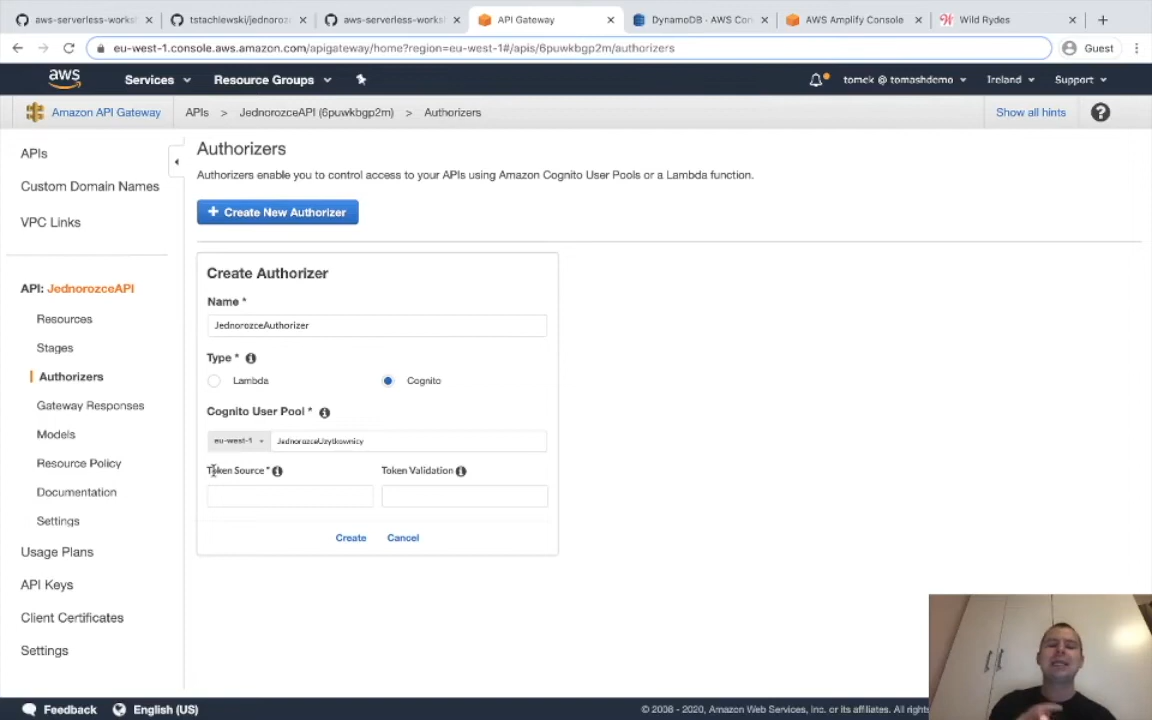 aws-serverless-works
tstachlewski/jednoroz
aws-serverless-works
API Gateway
DynamoDB - AWS Con
AWS Amplify Console
Wild Rydes
eu-west-1.console.aws.amazon.com/apigateway/home?region=eu-west-1#/apis/6puwkbgp2m/authorizers
Guest
aws
Services
Resource Groups
tomek @ tomashdemo
Ireland
Support
Amazon API Gateway
APIs > JednorozceAPI (6puwkbgp2m) > Authorizers
Show all hints
?
APIs
Custom Domain Names
VPC Links
API: JednorozceAPI
Resources
Stages
Authorizers
Gateway Responses
Models
Resource Policy
Documentation
Settings
Usage Plans
API Keys
Client Certificates
Settings
Authorizers
Authorizers enable you to control access to your APIs using Amazon Cognito User Pools or a Lambda function.
+ Create New Authorizer
Create Authorizer
Name *
JednorozceAuthorizer
Type *
Lambda
Cognito
Cognito User Pool *
eu-west-1
JednorozceUzytkownicy
Token Source *
Token Validation
Create
Cancel
Feedback
English (US)
© 2008 - 2020, Amazon Web Services, Inc. or its affiliates. All righ